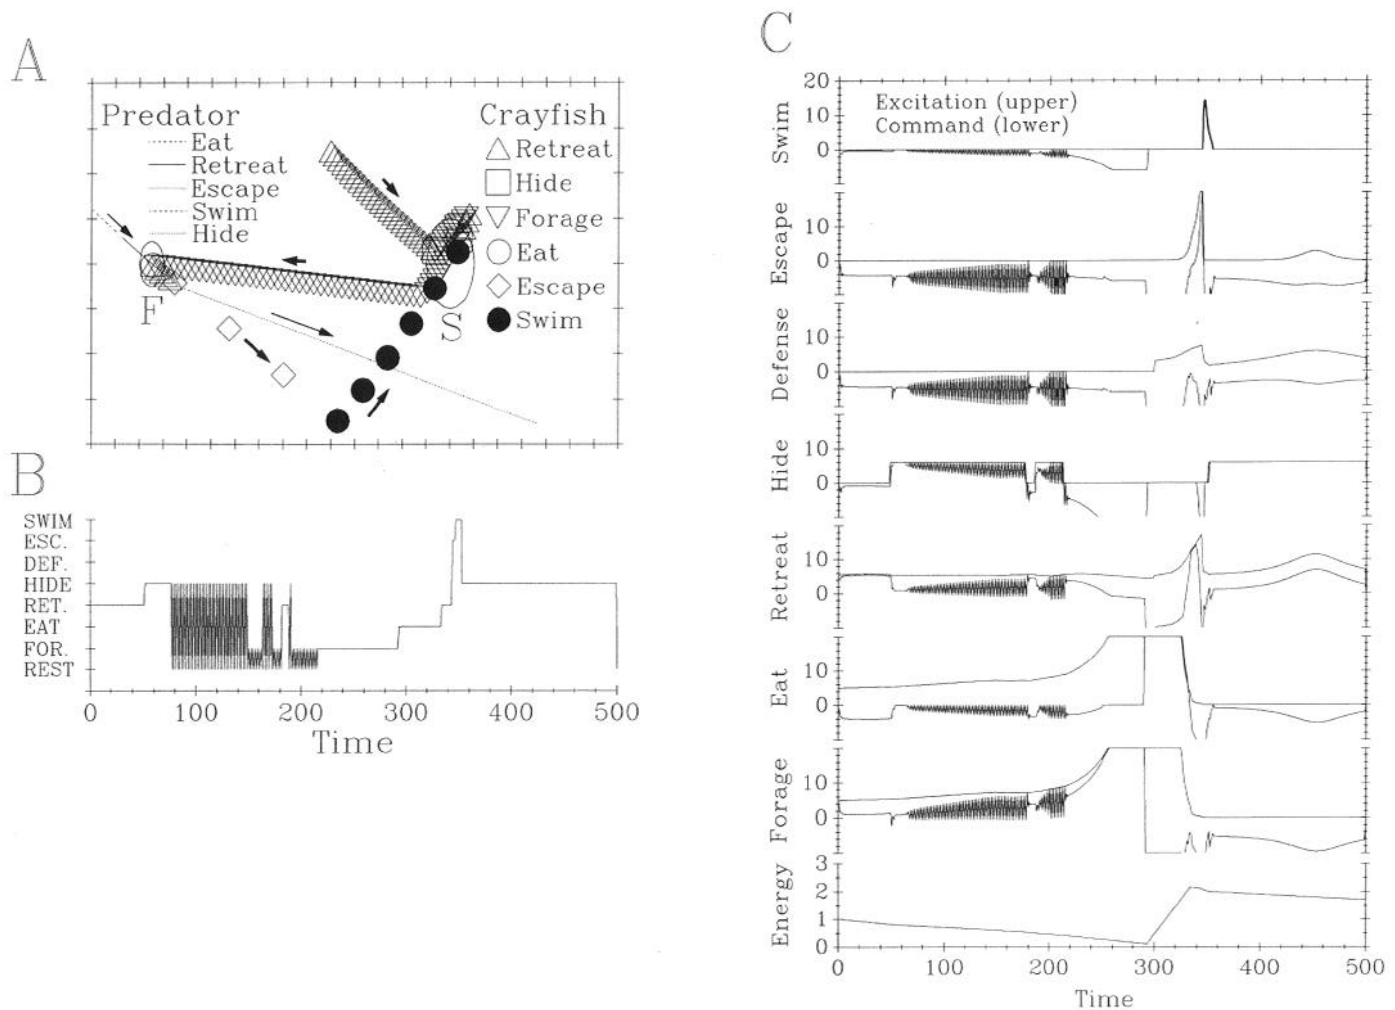 A
Predator
Eat
Retreat
Escape
Swim
Hide
Crayfish
Retreat
Hide
Forage
Eat
Escape
Swim
F
S
B
SWIM
ESC.
DEF.
HIDE
RET.
EAT
FOR.
REST
0 100 200 300 400 500
Time
C
Excitation (upper)
Command (lower)
Swim
20
10
0
Escape
10
0
Defense
10
0
Hide
10
0
Retreat
10
0
Eat
10
0
Forage
10
0
Energy
3
2
1
0
0 100 200 300 400 500
Time